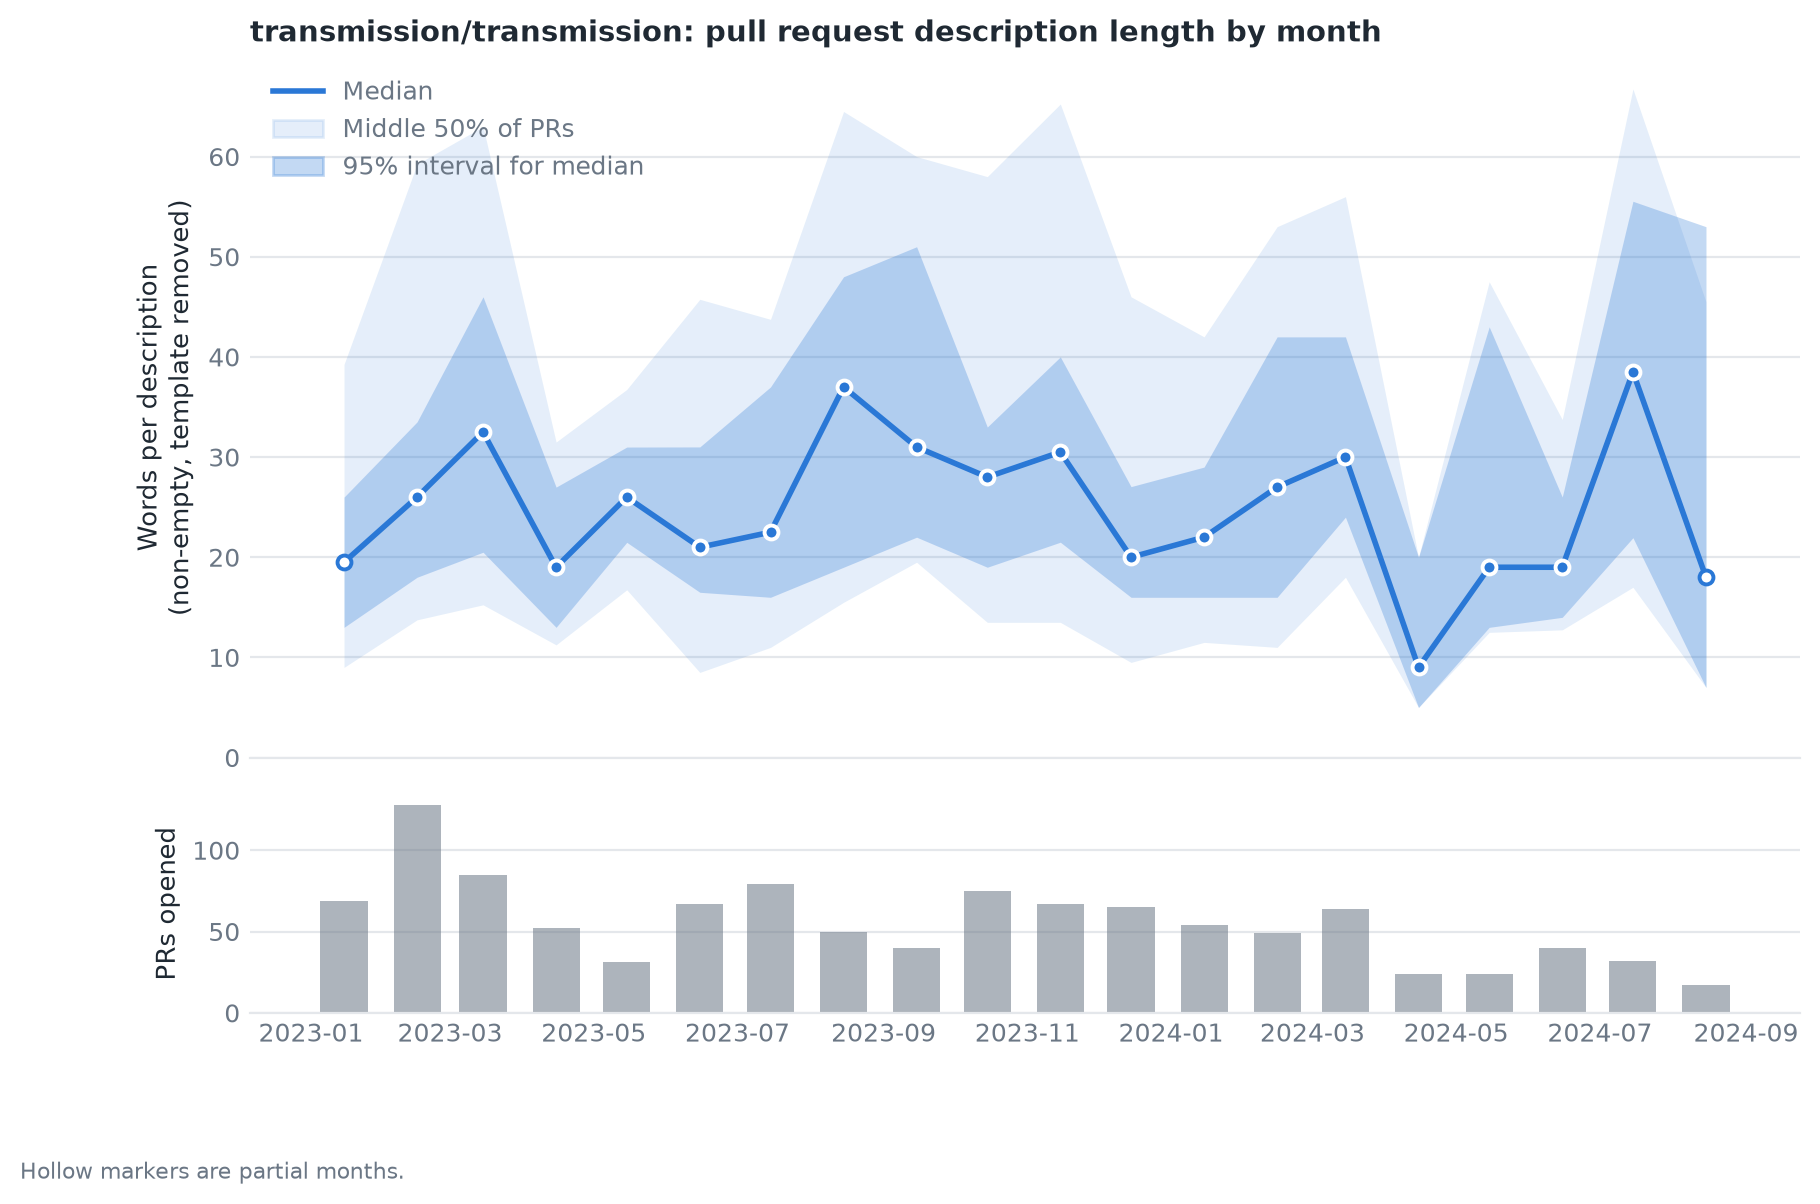 transmission/transmission: pull request description length by month
Median
Middle 50% of PRs
95% interval for median
Words per description
(non-empty, template removed)
60
50
40
30
20
10
0
PRs opened
100
50
0
2023-01
2023-03
2023-05
2023-07
2023-09
2023-11
2024-01
2024-03
2024-05
2024-07
2024-09
Hollow markers are partial months.